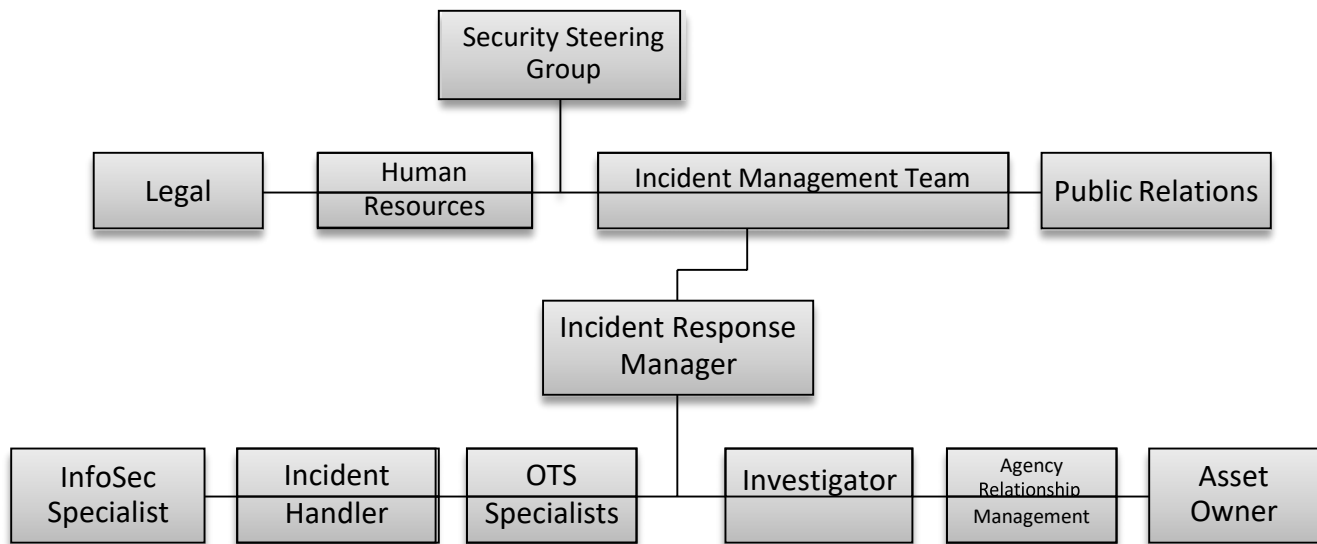 Security Steering
Group
Legal
Human
Resources
Incident Management Team
Public Relations
Incident Response
Manager
InfoSec
Specialist
Incident
Handler
OTS
Specialists
Investigator
Agency
Relationship
Management
Asset
Owner